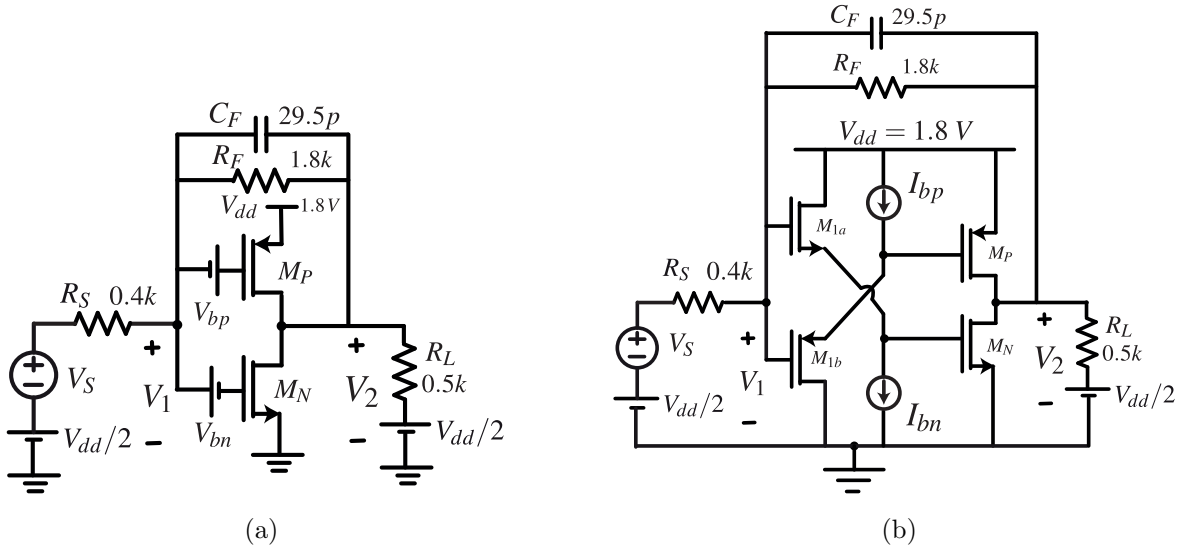 C_F 29.5p
R_F 1.8k
V_dd 1.8V
M_P
V_bp
R_S 0.4k
V_S
V_dd/2
+
V_1
−
M_N
V_bn
+
V_2
−
R_L
0.5k
V_dd/2
(a)
C_F 29.5p
R_F 1.8k
V_dd = 1.8 V
I_bp
M_1a
M_P
R_S 0.4k
V_S
V_dd/2
+
V_1
−
M_1b
M_N
I_bn
+
V_2
−
R_L
0.5k
V_dd/2
(b)